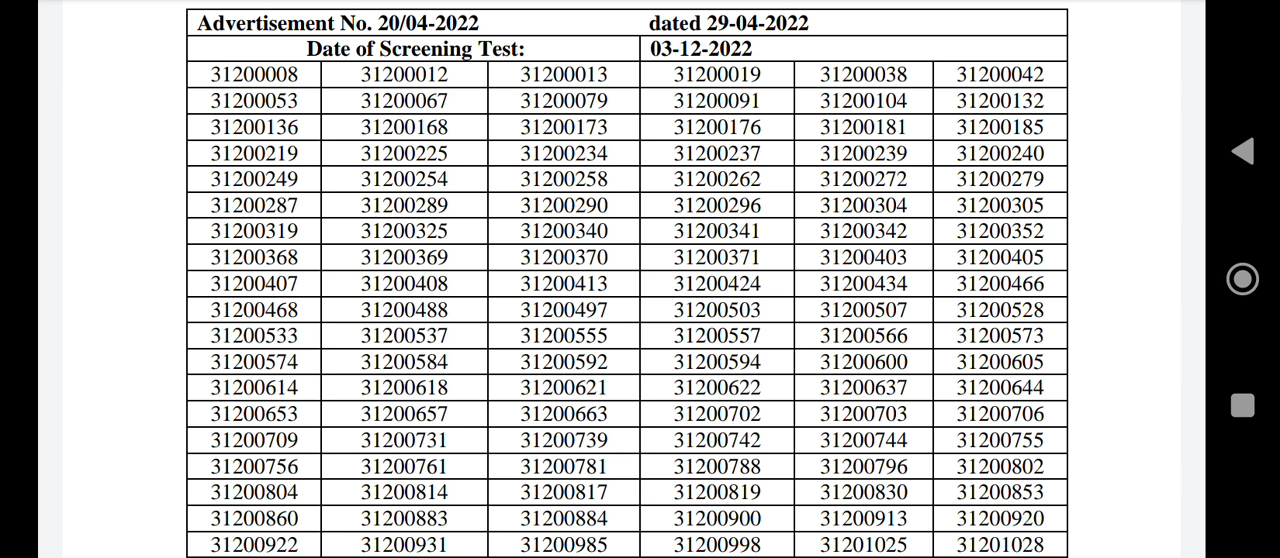 Advertisement No. 20/04-2022 dated 29-04-2022
Date of Screening Test: 03-12-2022
31200008 31200012 31200013 31200019 31200038 31200042
31200053 31200067 31200079 31200091 31200104 31200132
31200136 31200168 31200173 31200176 31200181 31200185
31200219 31200225 31200234 31200237 31200239 31200240
31200249 31200254 31200258 31200262 31200272 31200279
31200287 31200289 31200290 31200296 31200304 31200305
31200319 31200325 31200340 31200341 31200342 31200352
31200368 31200369 31200370 31200371 31200403 31200405
31200407 31200408 31200413 31200424 31200434 31200466
31200468 31200488 31200497 31200503 31200507 31200528
31200533 31200537 31200555 31200557 31200566 31200573
31200574 31200584 31200592 31200594 31200600 31200605
31200614 31200618 31200621 31200622 31200637 31200644
31200653 31200657 31200663 31200702 31200703 31200706
31200709 31200731 31200739 31200742 31200744 31200755
31200756 31200761 31200781 31200788 31200796 31200802
31200804 31200814 31200817 31200819 31200830 31200853
31200860 31200883 31200884 31200900 31200913 31200920
31200922 31200931 31200985 31200998 31201025 31201028